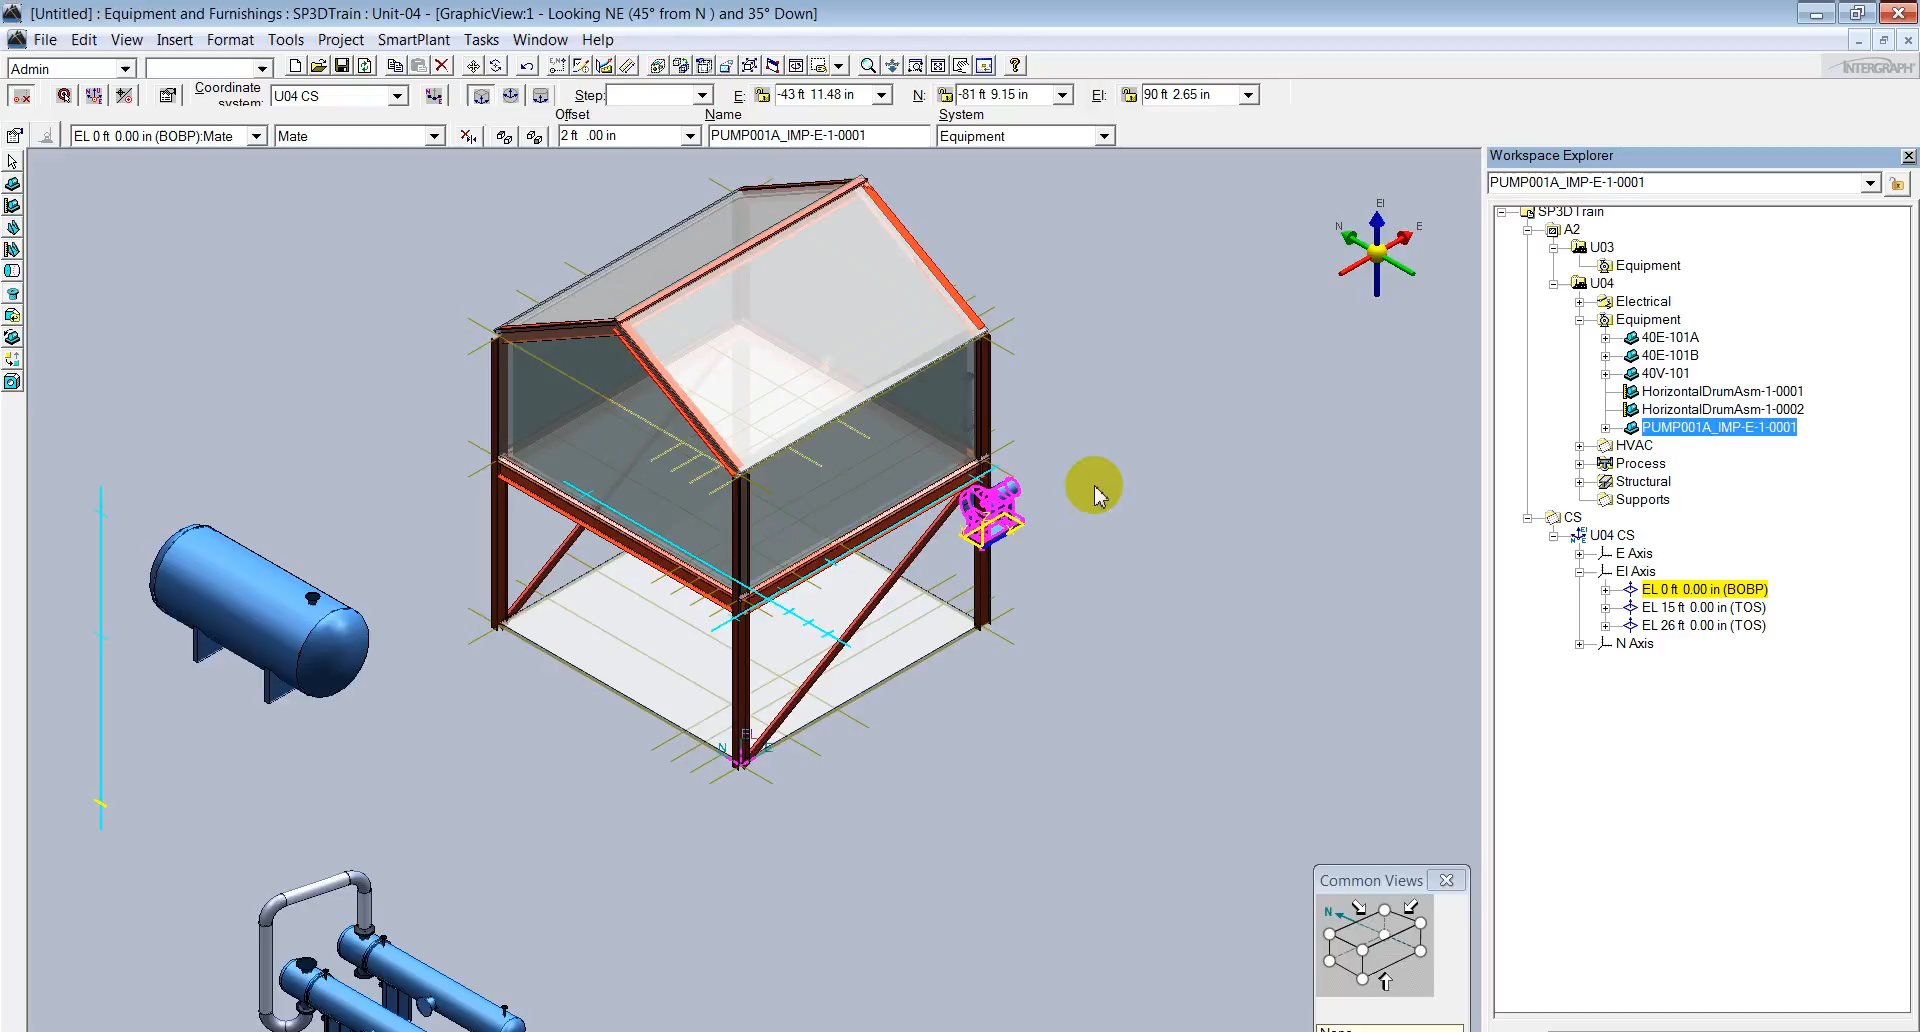 [Untitled] : Equipment and Furnishings : SP3DTrain : Unit-04 - [GraphicView:1 - Looking NE (45° from N ) and 35° Down]
File Edit View Insert Format Tools Project SmartPlant Tasks Window Help
Admin
INTERGRAPH
Coordinate system: U04 CS
Step:
E: -43 ft 11.48 in
N: -81 ft 9.15 in
El: 90 ft 2.65 in
Offset Name System
EL 0 ft 0.00 in (BOBP):Mate
Mate
2 ft .00 in
PUMP001A_IMP-E-1-0001
Equipment
Workspace Explorer
PUMP001A_IMP-E-1-0001
SP3DTrain
A2
U03
Equipment
U04
Electrical
Equipment
40E-101A
40E-101B
40V-101
HorizontalDrumAsm-1-0001
HorizontalDrumAsm-1-0002
PUMP001A_IMP-E-1-0001
HVAC
Process
Structural
Supports
CS
U04 CS
E Axis
El Axis
EL 0 ft 0.00 in (BOBP)
EL 15 ft 0.00 in (TOS)
EL 26 ft 0.00 in (TOS)
N Axis
El
N
E
N
EL
E
Common Views
N